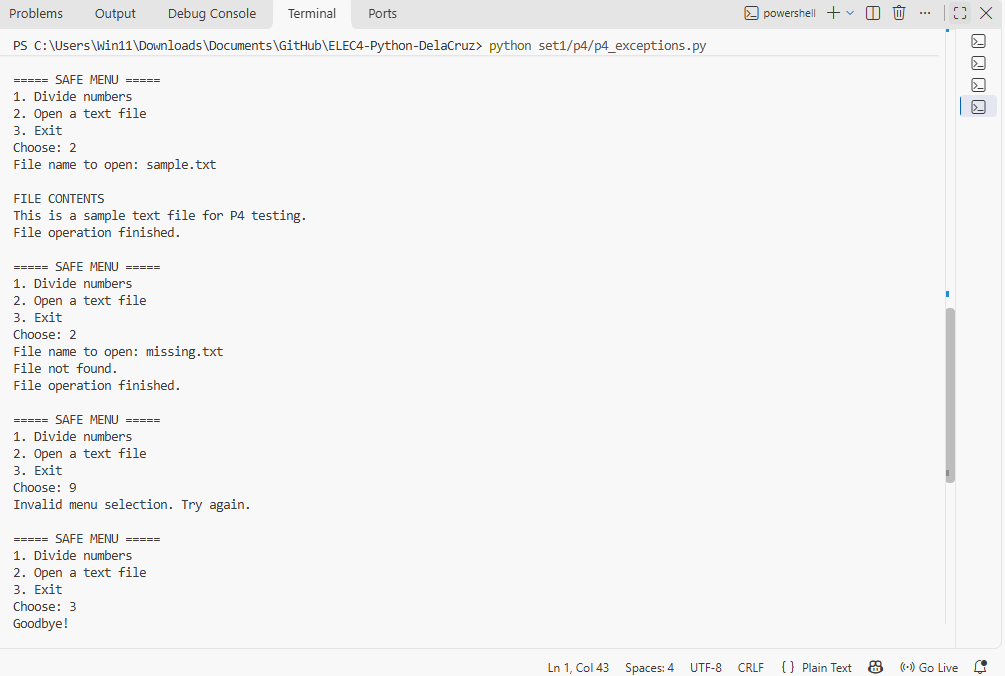 Problems Output Debug Console Terminal Ports powershell
PS C:\Users\Win11\Downloads\Documents\GitHub\ELEC4-Python-DelaCruz> python set1/p4/p4_exceptions.py
===== SAFE MENU =====
1. Divide numbers
2. Open a text file
3. Exit
Choose: 2
File name to open: sample.txt
FILE CONTENTS
This is a sample text file for P4 testing.
File operation finished.
===== SAFE MENU =====
1. Divide numbers
2. Open a text file
3. Exit
Choose: 2
File name to open: missing.txt
File not found.
File operation finished.
===== SAFE MENU =====
1. Divide numbers
2. Open a text file
3. Exit
Choose: 9
Invalid menu selection. Try again.
===== SAFE MENU =====
1. Divide numbers
2. Open a text file
3. Exit
Choose: 3
Goodbye!
Ln 1, Col 43 Spaces: 4 UTF-8 CRLF { } Plain Text Go Live